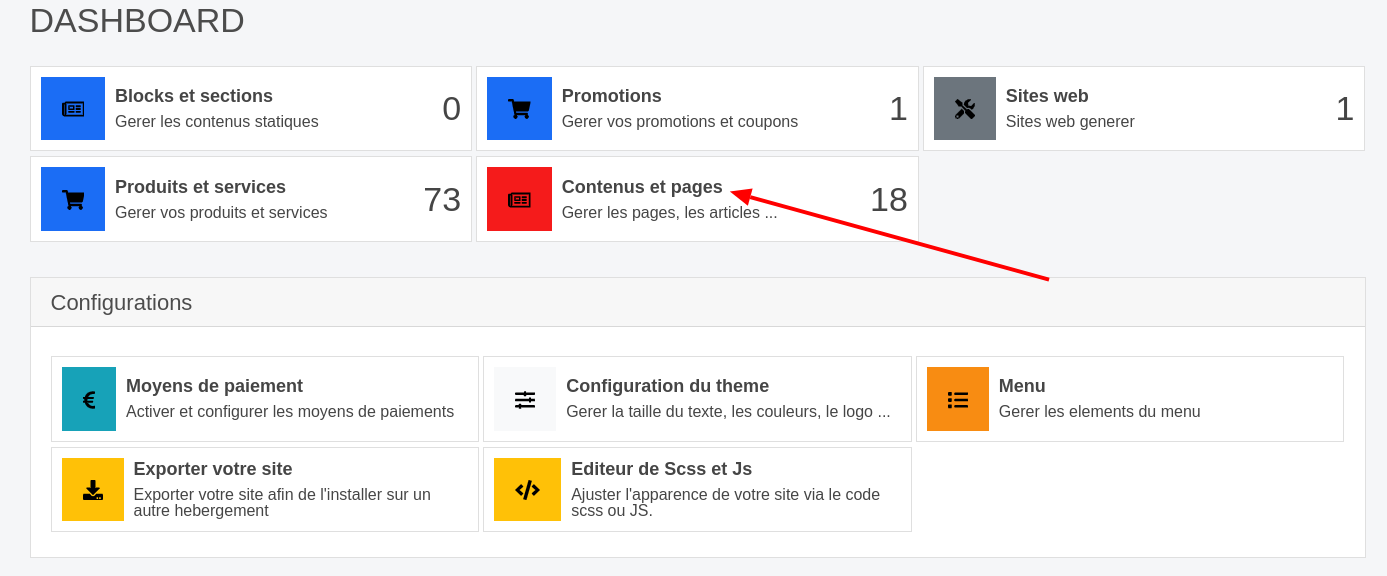 DASHBOARD
Blocks et sections
Gerer les contenus statiques
0
Promotions
Gerer vos promotions et coupons
1
Sites web
Sites web generer
1
Produits et services
Gerer vos produits et services
73
Contenus et pages
Gerer les pages, les articles ...
18
Configurations
Moyens de paiement
Activer et configurer les moyens de paiements
Configuration du theme
Gerer la taille du texte, les couleurs, le logo ...
Menu
Gerer les elements du menu
Exporter votre site
Exporter votre site afin de l'installer sur un
autre hebergement
Editeur de Scss et Js
Ajuster l'apparence de votre site via le code
scss ou JS.